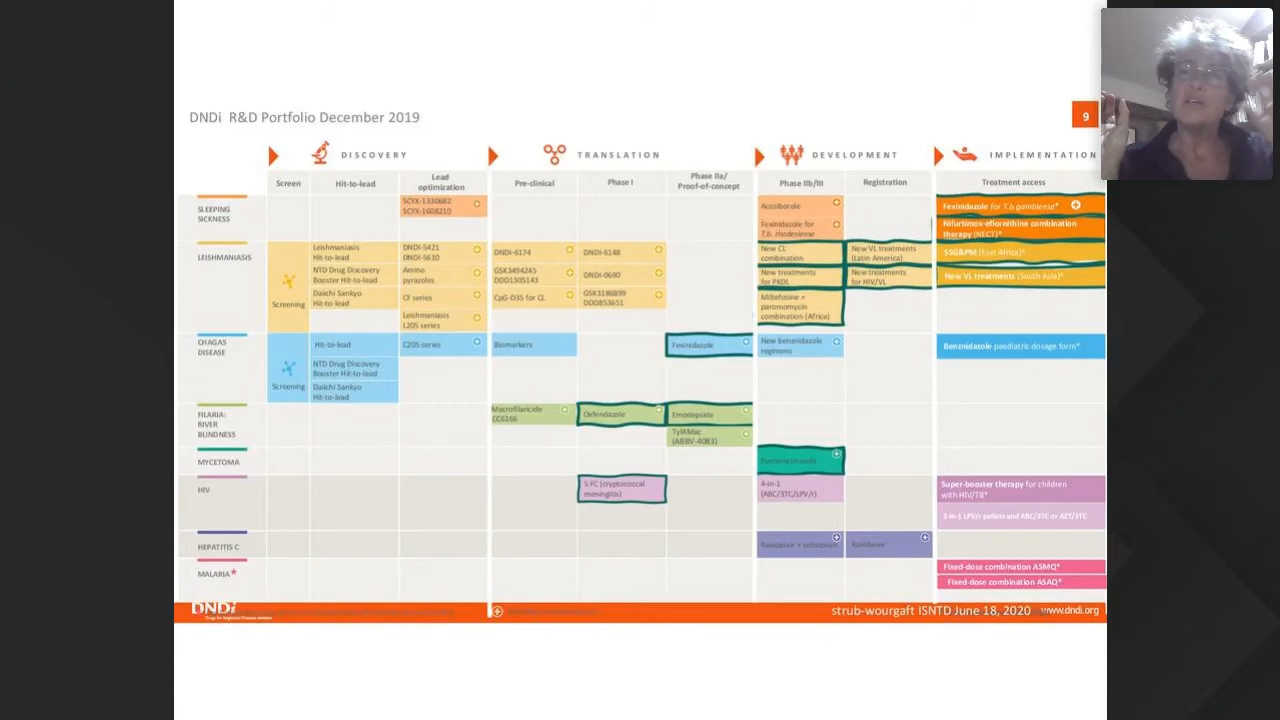 DNDi R&D Portfolio December 2019
9
DISCOVERY
TRANSLATION
DEVELOPMENT
IMPLEMENTATION
Screen
Hit-to-lead
Lead
optimization
Pre-clinical
Phase I
Phase IIa/
Proof-of-concept
Phase IIb/III
Registration
Treatment access
SLEEPING
SICKNESS
SCYX-1330682
SCYX-1608210
Acoziborole
Fexinidazole for
T.b. rhodesiense
Fexinidazole for T.b. gambiense*
Nifurtimox-eflornithine combination
therapy (NECT)*
LEISHMANIASIS
Screening
Leishmaniasis
Hit-to-lead
NTD Drug Discovery
Booster Hit-to-lead
Daiichi Sankyo
Hit-to-lead
DNDI-5421
DNDI-5610
Amino
pyrazoles
CF series
Leishmaniasis
L205 series
DNDI-6174
GSK3494245
DDD1305143
CpG-D35 for CL
DNDI-6148
DNDI-0690
GSK3186899
DDD853651
New CL
combination
New treatments
for PKDL
Miltefosine +
paromomycin
combination (Africa)
New VL treatments
(Latin America)
New treatments
for HIV/VL
SSG&PM (East Africa)*
New VL treatments (South Asia)*
CHAGAS
DISEASE
Screening
Hit-to-lead
NTD Drug Discovery
Booster Hit-to-lead
Daiichi Sankyo
Hit-to-lead
C205 series
Biomarkers
Fexinidazole
New benznidazole
regimens
Benznidazole paediatric dosage form*
FILARIA:
RIVER
BLINDNESS
Macrofilaricide
CC6166
Oxfendazole
Emodepside
TylAMac
(ABBV-4083)
MYCETOMA
Fosravuconazole
HIV
5 FC (cryptococcal
meningitis)
4-in-1
(ABC/3TC/LPV/r)
Super-booster therapy for children
with HIV/TB*
2-in-1 LPV/r pellets and ABC/3TC or AZT/3TC
HEPATITIS C
Ravidasvir + sofosbuvir
Ravidasvir
MALARIA*
Fixed-dose combination ASMQ*
Fixed-dose combination ASAQ*
DNDi
Drugs for Neglected Diseases initiative
strub-wourgaft ISNTD June 18, 2020
www.dndi.org